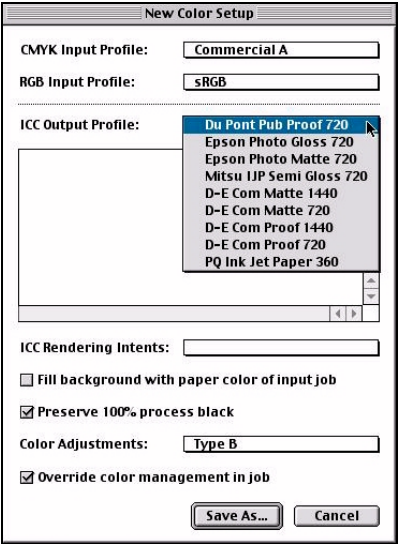 New Color Setup
CMYK Input Profile: Commercial A
RGB Input Profile: sRGB
ICC Output Profile: Du Pont Pub Proof 720
Epson Photo Gloss 720
Epson Photo Matte 720
Mitsu IJP Semi Gloss 720
D-E Com Matte 1440
D-E Com Matte 720
D-E Com Proof 1440
D-E Com Proof 720
PQ Ink Jet Paper 360
ICC Rendering Intents:
Fill background with paper color of input job
Preserve 100% process black
Color Adjustments: Type B
Override color management in job
Save As... Cancel